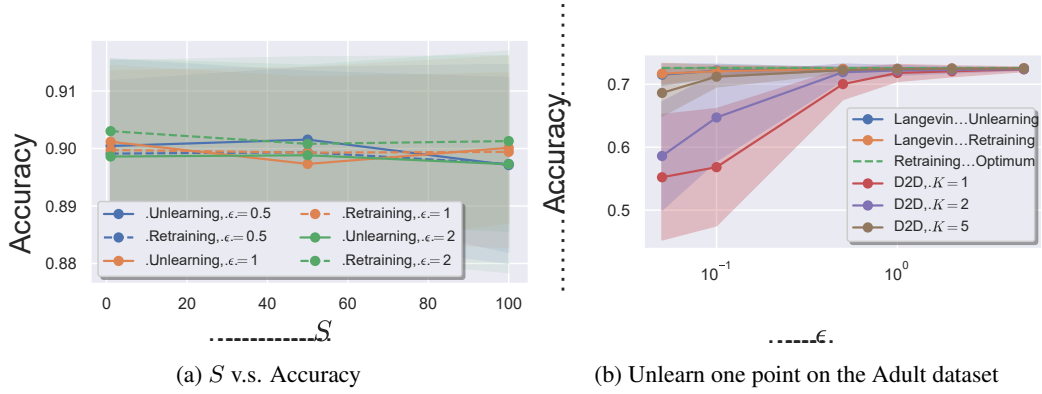 0.91
0.90
0.89
0.88
Accuracy
.Unlearning,.ϵ.=0.5
.Retraining,.ϵ.=0.5
.Unlearning,.ϵ.=1
.Retraining,.ϵ.=1
.Unlearning,.ϵ.=2
.Retraining,.ϵ.=2
0 20 40 60 80 100
S
(a) S v.s. Accuracy
0.7
0.6
0.5
Accuracy
Langevin...Unlearning
Langevin...Retraining
Retraining...Optimum
D2D,.K=1
D2D,.K=2
D2D,.K=5
10⁻¹ 10⁰
ϵ
(b) Unlearn one point on the Adult dataset